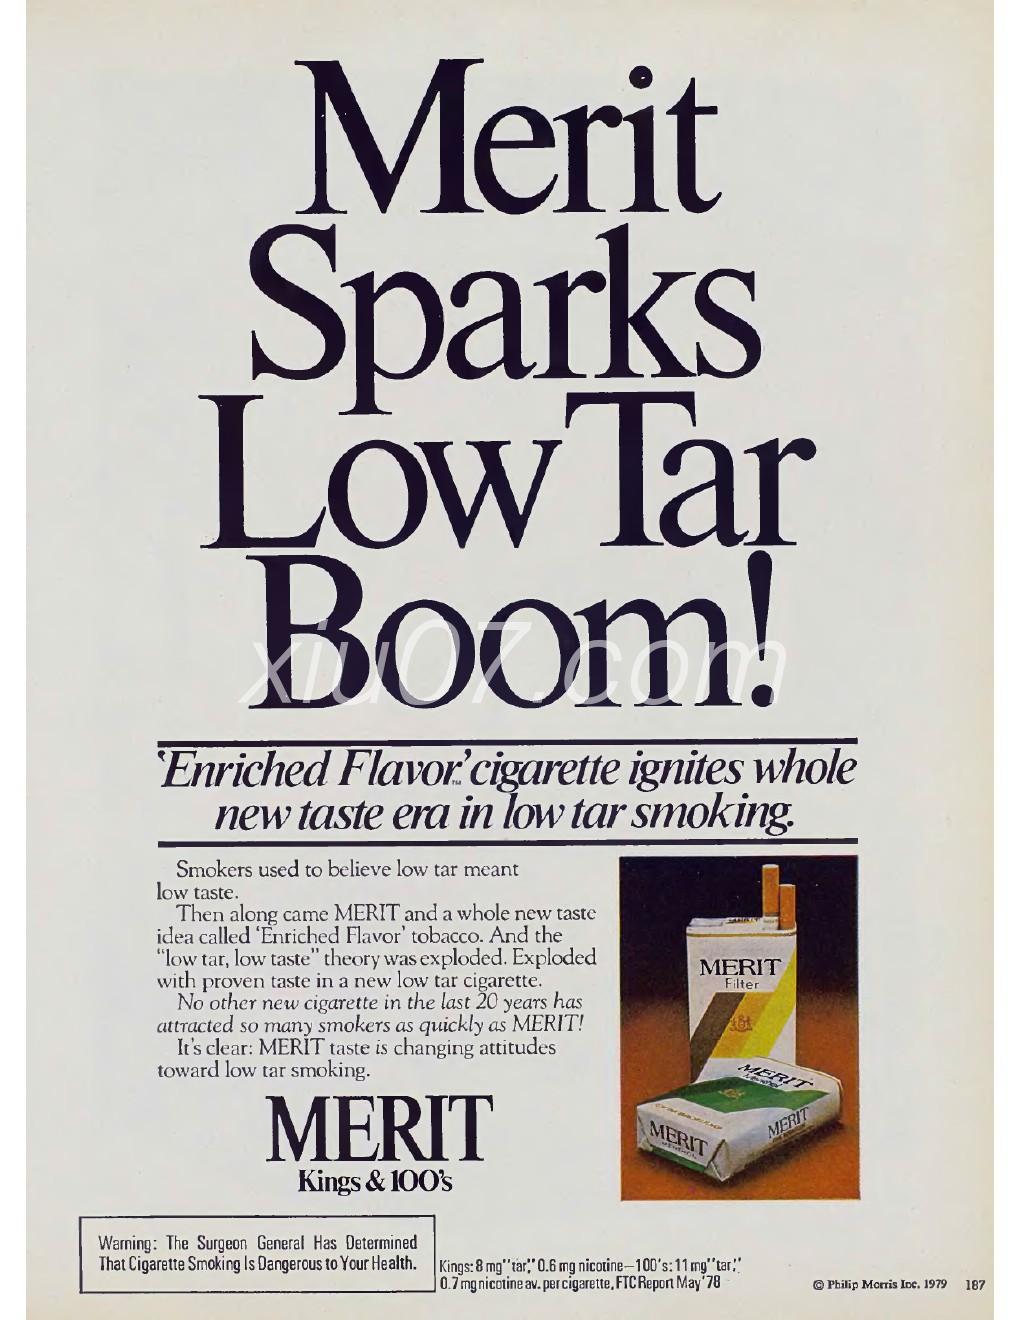 Merit
Sparks
Low Tar
Boom!
xiu07.com
'Enriched Flavor'™ cigarette ignites whole
new taste era in low tar smoking.
Smokers used to believe low tar meant
low taste.
Then along came MERIT and a whole new taste
idea called 'Enriched Flavor' tobacco. And the
"low tar, low taste" theory was exploded. Exploded
with proven taste in a new low tar cigarette.
No other new cigarette in the last 20 years has
attracted so many smokers as quickly as MERIT!
It's clear: MERIT taste is changing attitudes
toward low tar smoking.
MERIT
Filter
MERIT
MERIT
MENTHOL
MERIT
MERIT
Kings & 100's
Warning: The Surgeon General Has Determined
That Cigarette Smoking Is Dangerous to Your Health.
Kings: 8 mg "tar," 0.6 mg nicotine—100's: 11 mg "tar,"
0.7 mg nicotine av. per cigarette, FTC Report May '78
© Philip Morris Inc. 1979
187